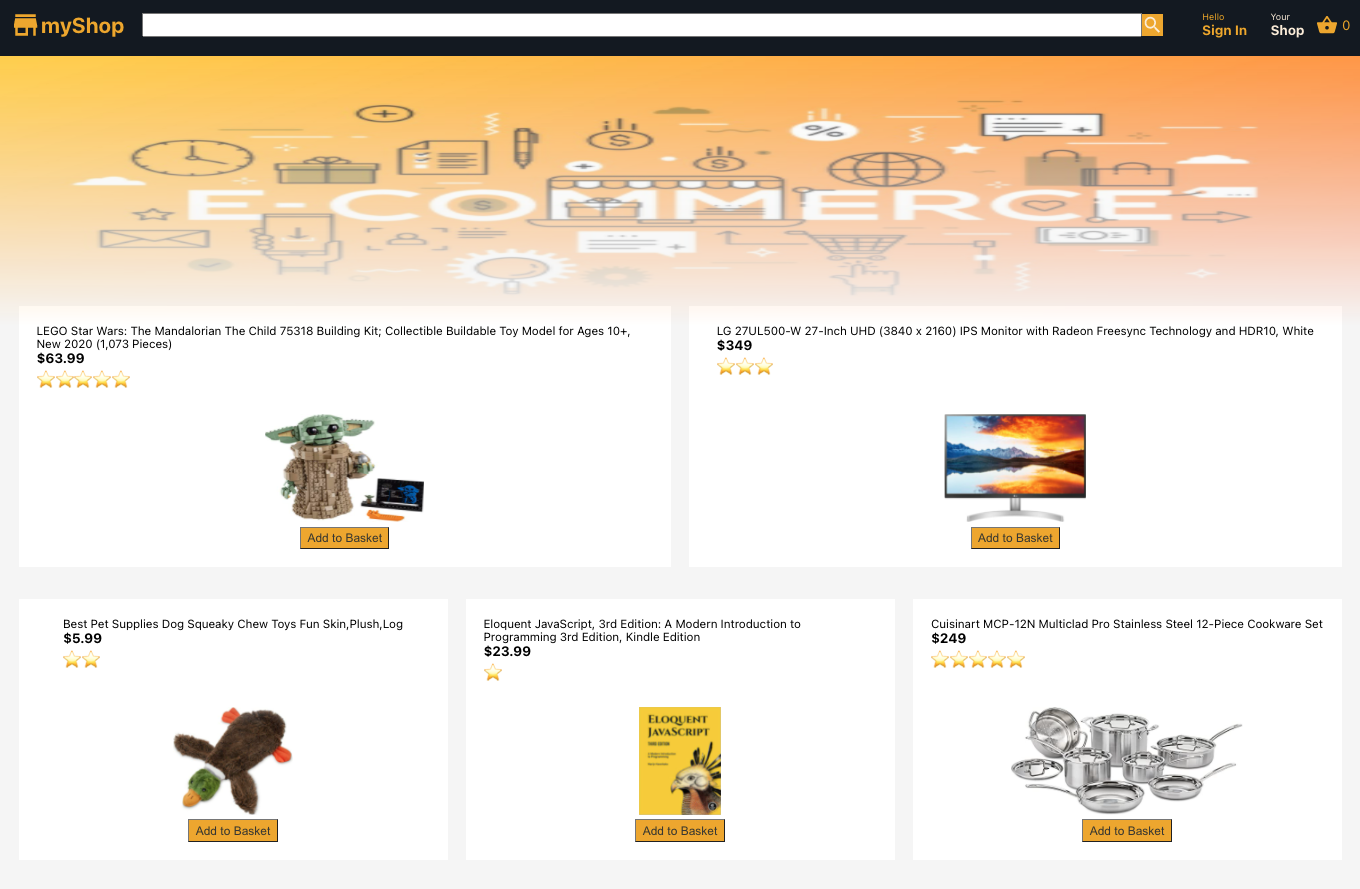 myShop
Hello
Sign In
Your
Shop
0
%
$
$
E-COMMERCE
$
LEGO Star Wars: The Mandalorian The Child 75318 Building Kit; Collectible Buildable Toy Model for Ages 10+,
New 2020 (1,073 Pieces)
$63.99
Add to Basket
LG 27UL500-W 27-Inch UHD (3840 x 2160) IPS Monitor with Radeon Freesync Technology and HDR10, White
$349
Add to Basket
Best Pet Supplies Dog Squeaky Chew Toys Fun Skin,Plush,Log
$5.99
Add to Basket
Eloquent JavaScript, 3rd Edition: A Modern Introduction to
Programming 3rd Edition, Kindle Edition
$23.99
ELOQUENT
JAVASCRIPT
THIRD EDITION
Add to Basket
Cuisinart MCP-12N Multiclad Pro Stainless Steel 12-Piece Cookware Set
$249
Add to Basket